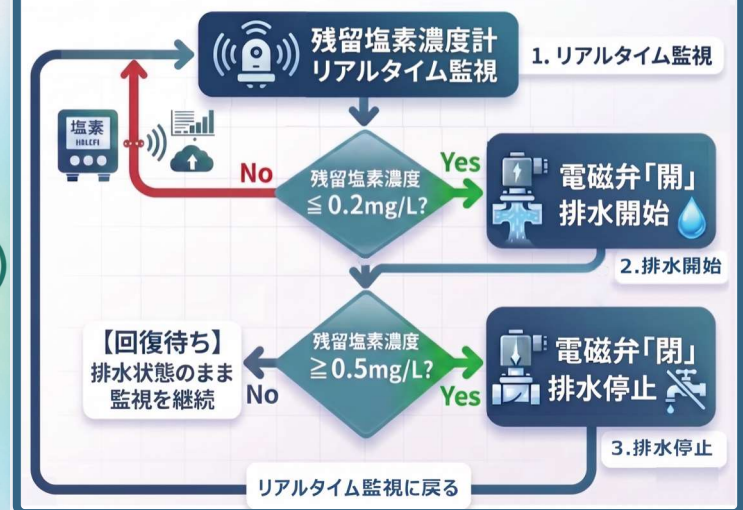 残留塩素濃度計
リアルタイム監視
1. リアルタイム監視
塩素
No
残留塩素濃度
≦ 0.2mg/L?
Yes
電磁弁「開」
排水開始
2.排水開始
【回復待ち】
排水状態のまま
監視を継続
No
残留塩素濃度
≧ 0.5mg/L?
Yes
電磁弁「閉」
排水停止
3.排水停止
リアルタイム監視に戻る